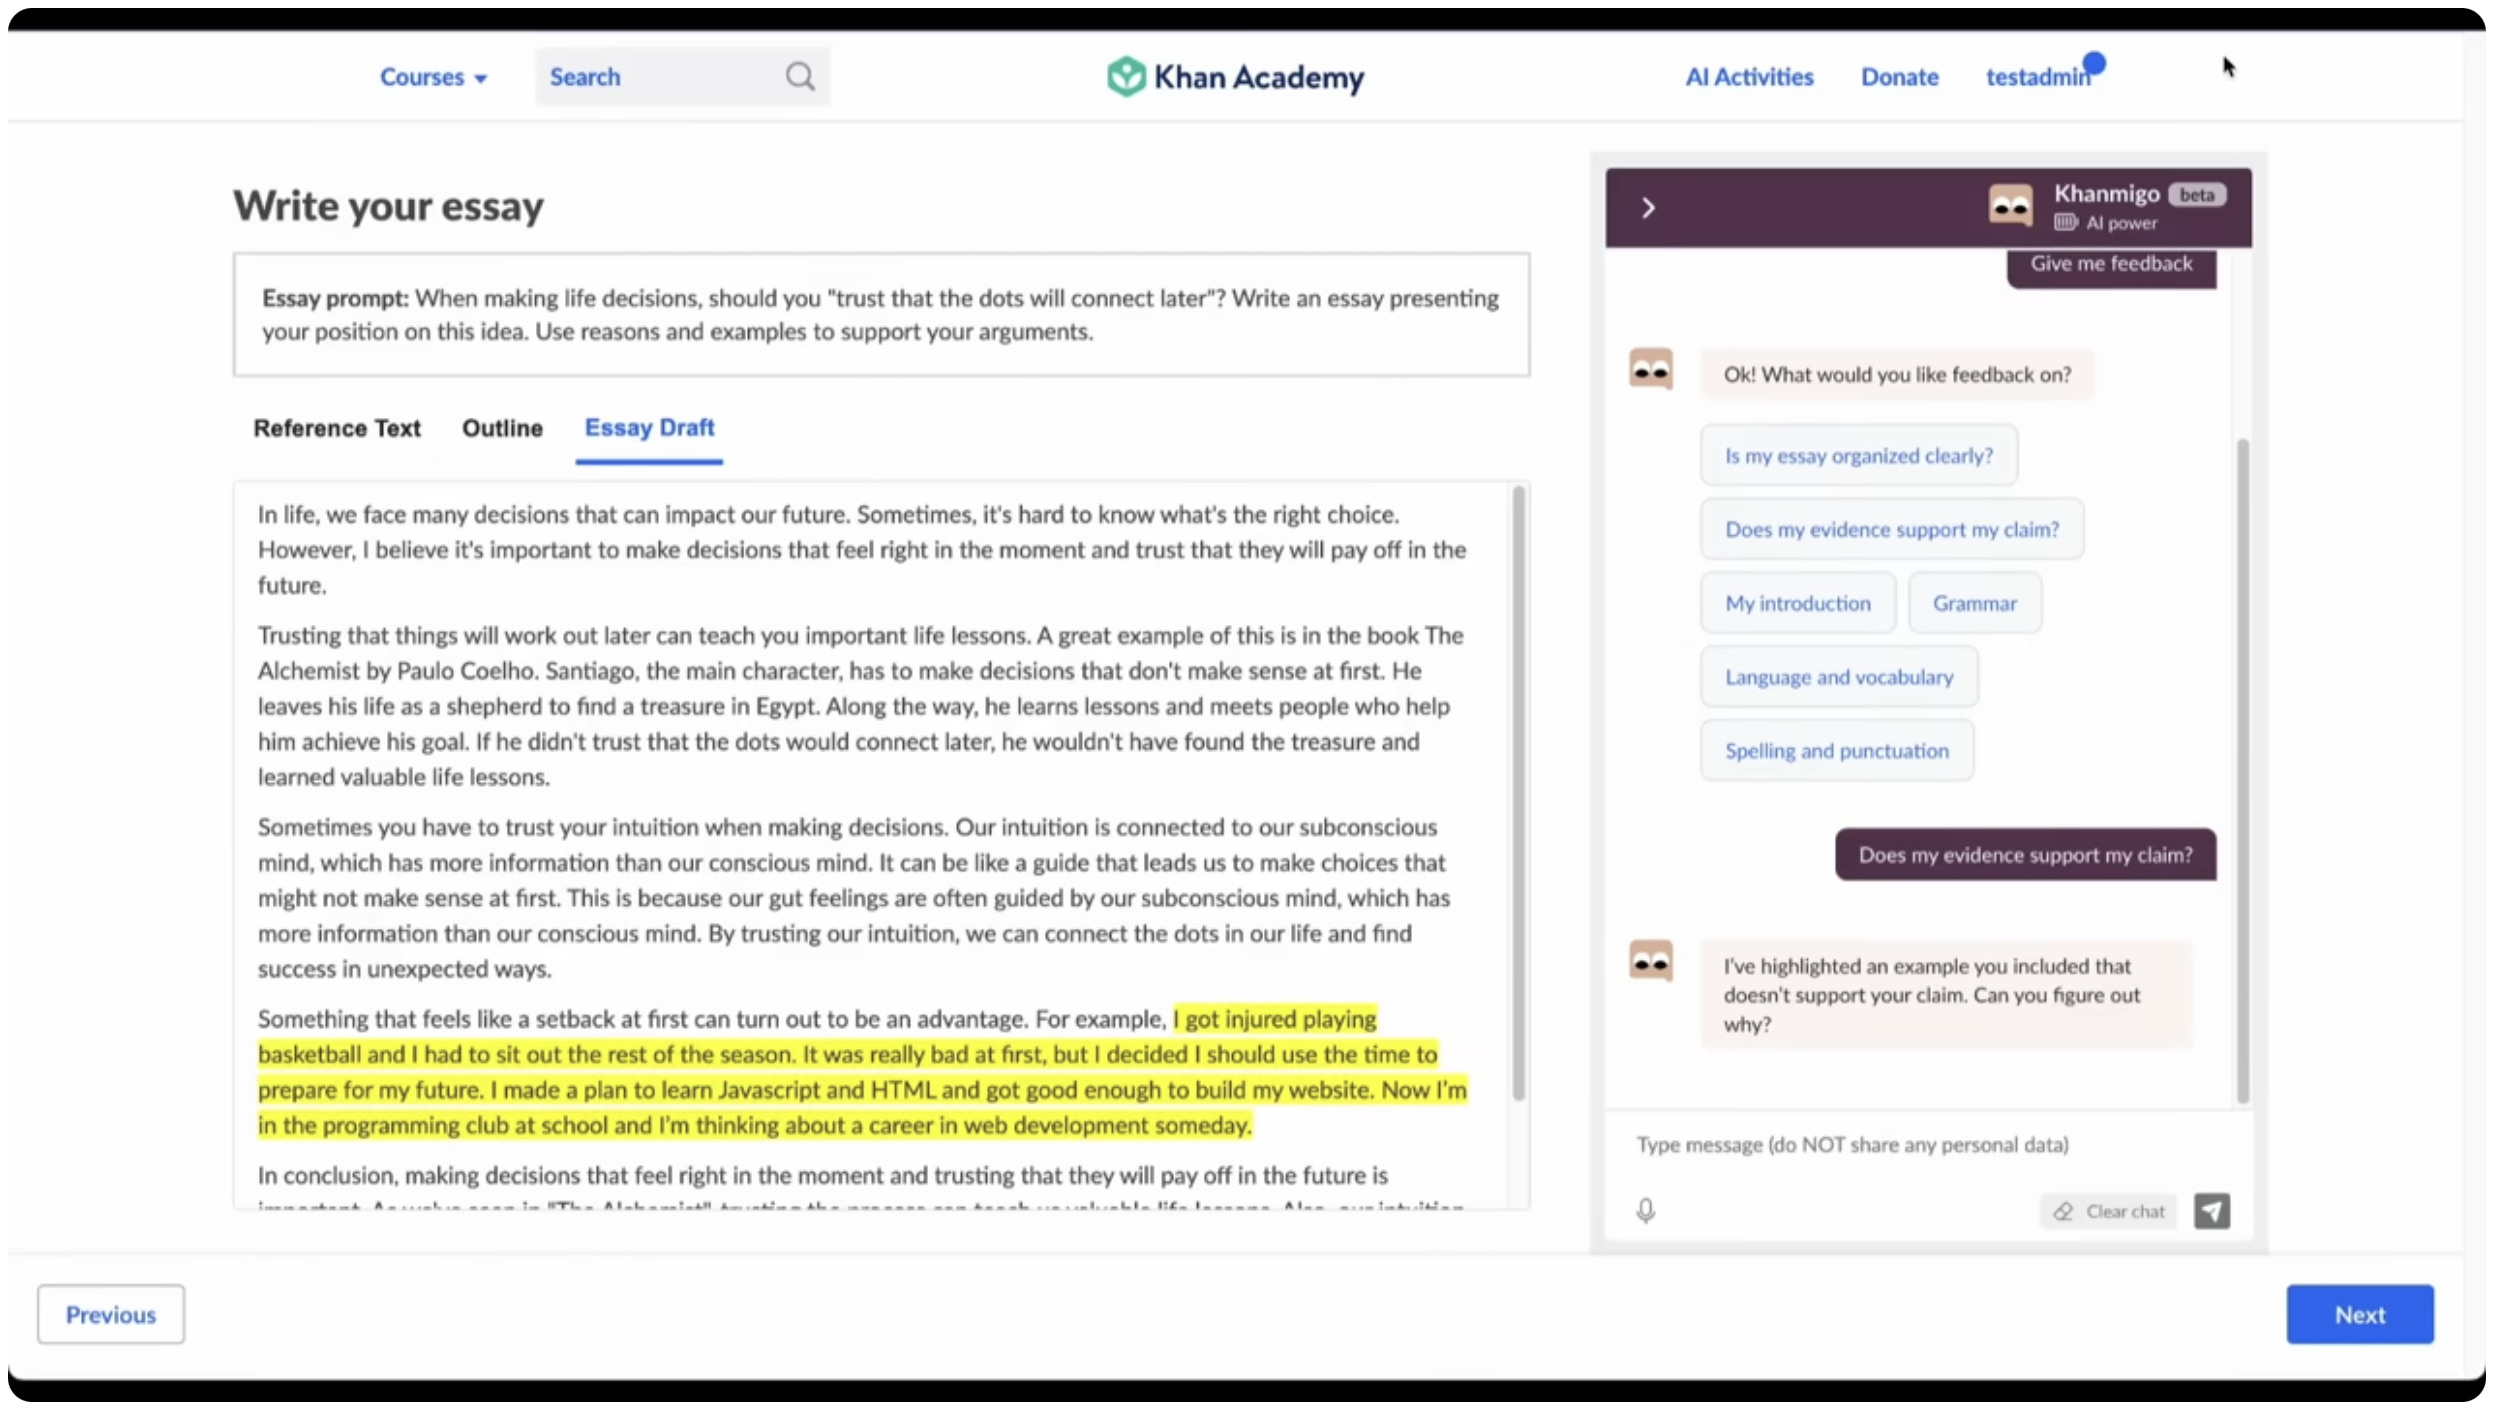 Courses
Search
Khan Academy
AI Activities
Donate
testadmin
Write your essay
Essay prompt: When making life decisions, should you "trust that the dots will connect later"? Write an essay presenting
your position on this idea. Use reasons and examples to support your arguments.
Reference Text
Outline
Essay Draft
In life, we face many decisions that can impact our future. Sometimes, it's hard to know what's the right choice.
However, I believe it's important to make decisions that feel right in the moment and trust that they will pay off in the
future.
Trusting that things will work out later can teach you important life lessons. A great example of this is in the book The
Alchemist by Paulo Coelho. Santiago, the main character, has to make decisions that don't make sense at first. He
leaves his life as a shepherd to find a treasure in Egypt. Along the way, he learns lessons and meets people who help
him achieve his goal. If he didn't trust that the dots would connect later, he wouldn't have found the treasure and
learned valuable life lessons.
Sometimes you have to trust your intuition when making decisions. Our intuition is connected to our subconscious
mind, which has more information than our conscious mind. It can be like a guide that leads us to make choices that
might not make sense at first. This is because our gut feelings are often guided by our subconscious mind, which has
more information than our conscious mind. By trusting our intuition, we can connect the dots in our life and find
success in unexpected ways.
Something that feels like a setback at first can turn out to be an advantage. For example, I got injured playing
basketball and I had to sit out the rest of the season. It was really bad at first, but I decided I should use the time to
prepare for my future. I made a plan to learn Javascript and HTML and got good enough to build my website. Now I'm
in the programming club at school and I'm thinking about a career in web development someday.
In conclusion, making decisions that feel right in the moment and trusting that they will pay off in the future is
Previous
Khanmigo beta
AI power
Give me feedback
Ok! What would you like feedback on?
Is my essay organized clearly?
Does my evidence support my claim?
My introduction
Grammar
Language and vocabulary
Spelling and punctuation
Does my evidence support my claim?
I've highlighted an example you included that
doesn't support your claim. Can you figure out
why?
Type message (do NOT share any personal data)
Clear chat
Next